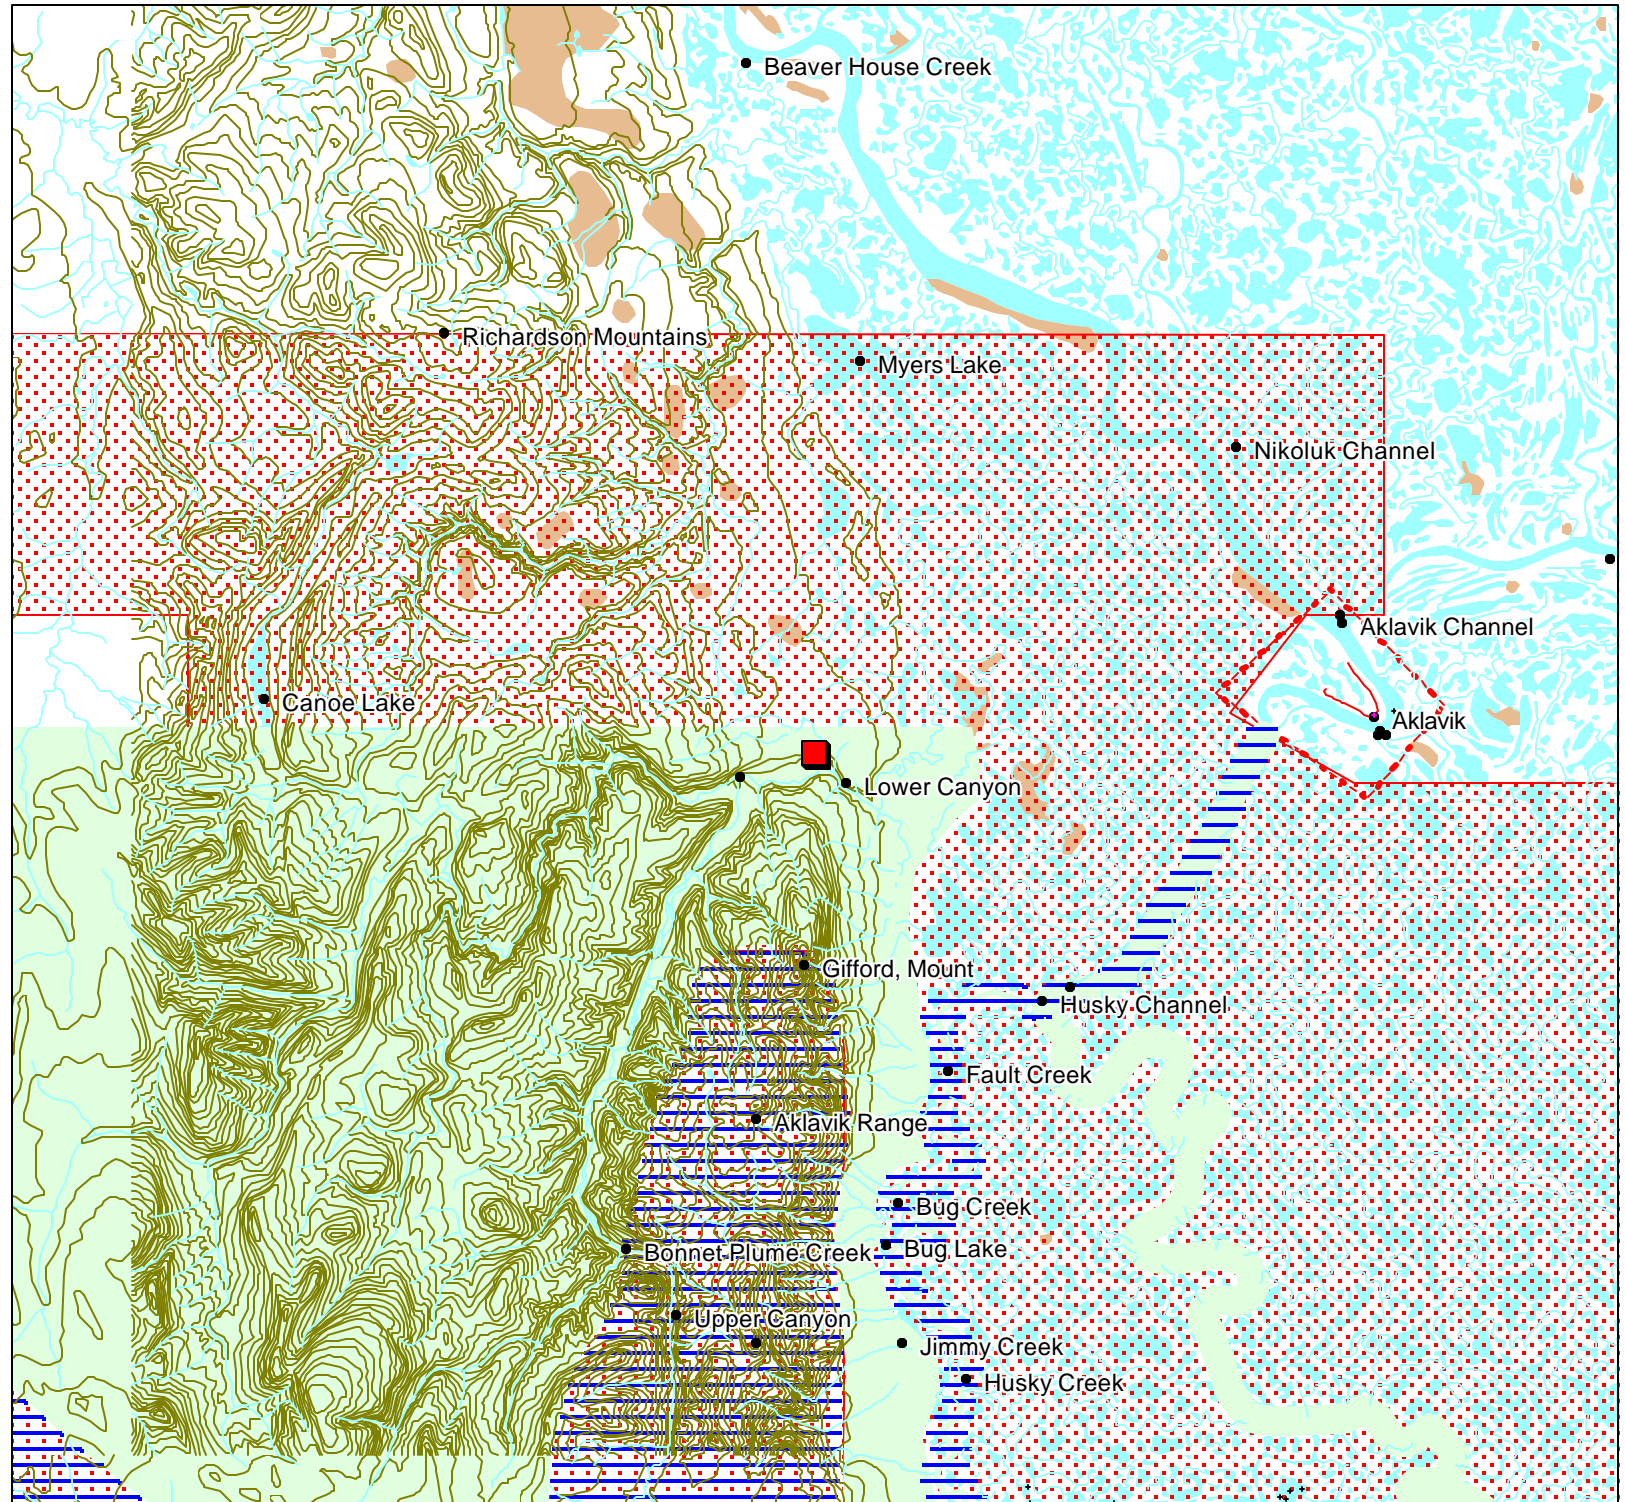 Beaver House Creek
Richardson Mountains
Myers Lake
Nikoluk Channel
Aklavik Channel
Canoe Lake
Aklavik
Lower Canyon
Gifford, Mount
Husky Channel
Fault Creek
Aklavik Range
Bug Creek
Bonnet Plume Creek
Bug Lake
Upper Canyon
Jimmy Creek
Husky Creek